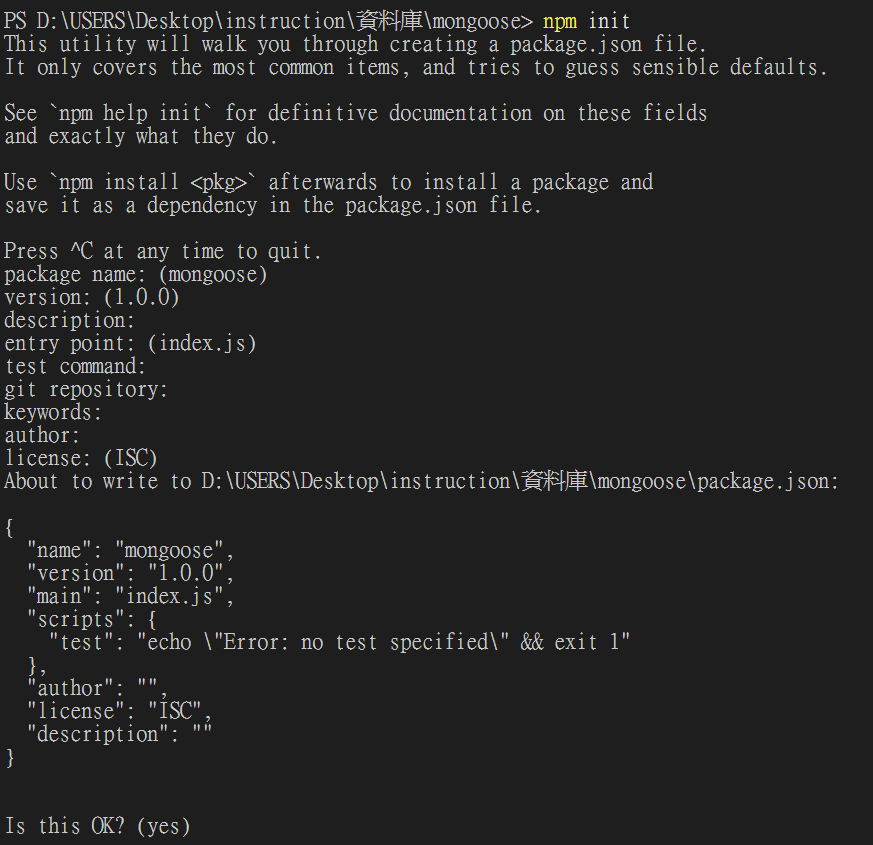 PS D:\USERS\Desktop\instruction\資料庫\mongoose> npm init
This utility will walk you through creating a package.json file.
It only covers the most common items, and tries to guess sensible defaults.
See `npm help init` for definitive documentation on these fields
and exactly what they do.
Use `npm install <pkg>` afterwards to install a package and
save it as a dependency in the package.json file.
Press ^C at any time to quit.
package name: (mongoose)
version: (1.0.0)
description:
entry point: (index.js)
test command:
git repository:
keywords:
author:
license: (ISC)
About to write to D:\USERS\Desktop\instruction\資料庫\mongoose\package.json:
{
  "name": "mongoose",
  "version": "1.0.0",
  "main": "index.js",
  "scripts": {
    "test": "echo \"Error: no test specified\" && exit 1"
  },
  "author": "",
  "license": "ISC",
  "description": ""
}
Is this OK? (yes)